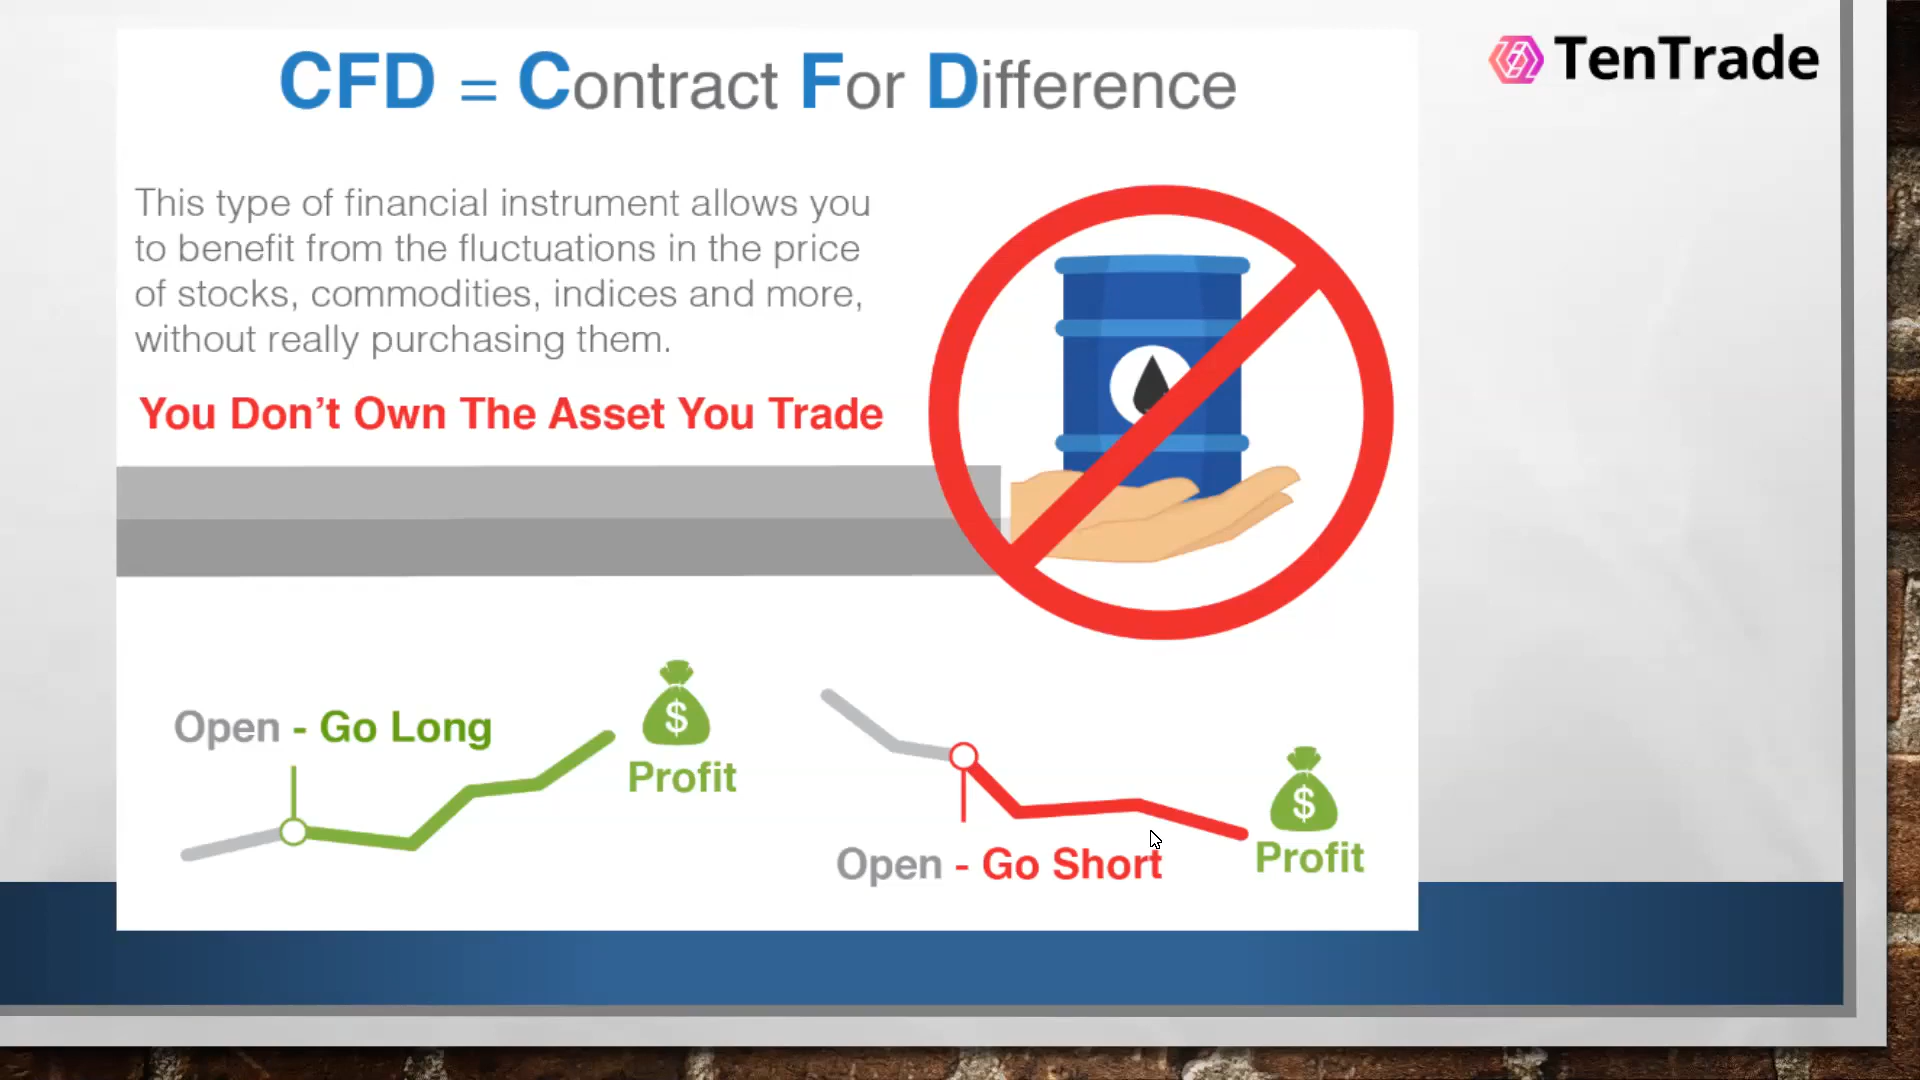 CFD = Contract For Difference
TenTrade
This type of financial instrument allows you
to benefit from the fluctuations in the price
of stocks, commodities, indices and more,
without really purchasing them.
You Don't Own The Asset You Trade
Open - Go Long
$
Profit
Open - Go Short
$
Profit